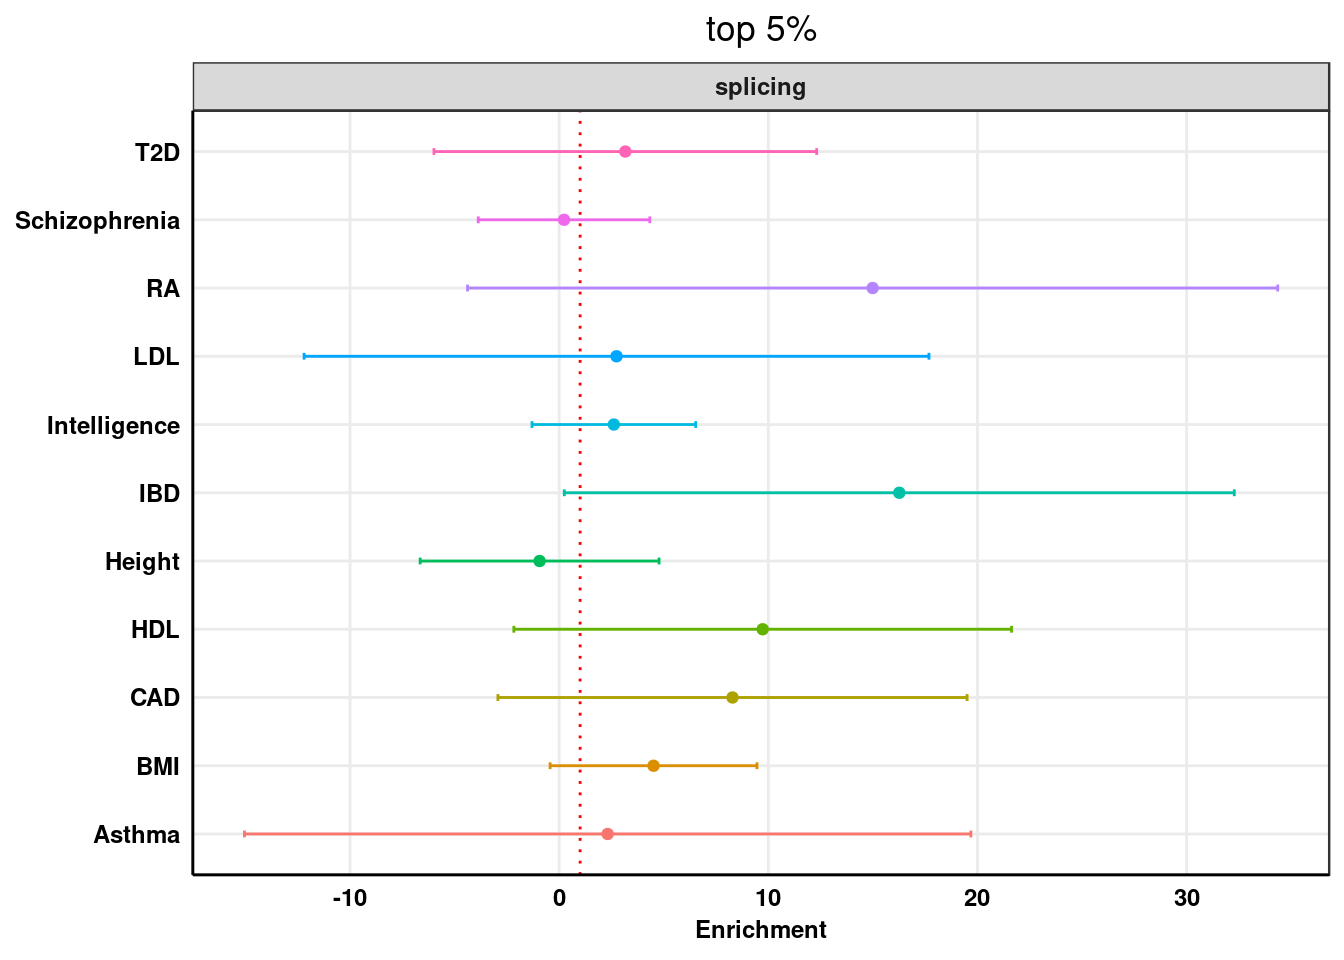 top 5%
splicing
T2D
Schizophrenia
RA
LDL
Intelligence
IBD
Height
HDL
CAD
BMI
Asthma
-10 0 10 20 30
Enrichment